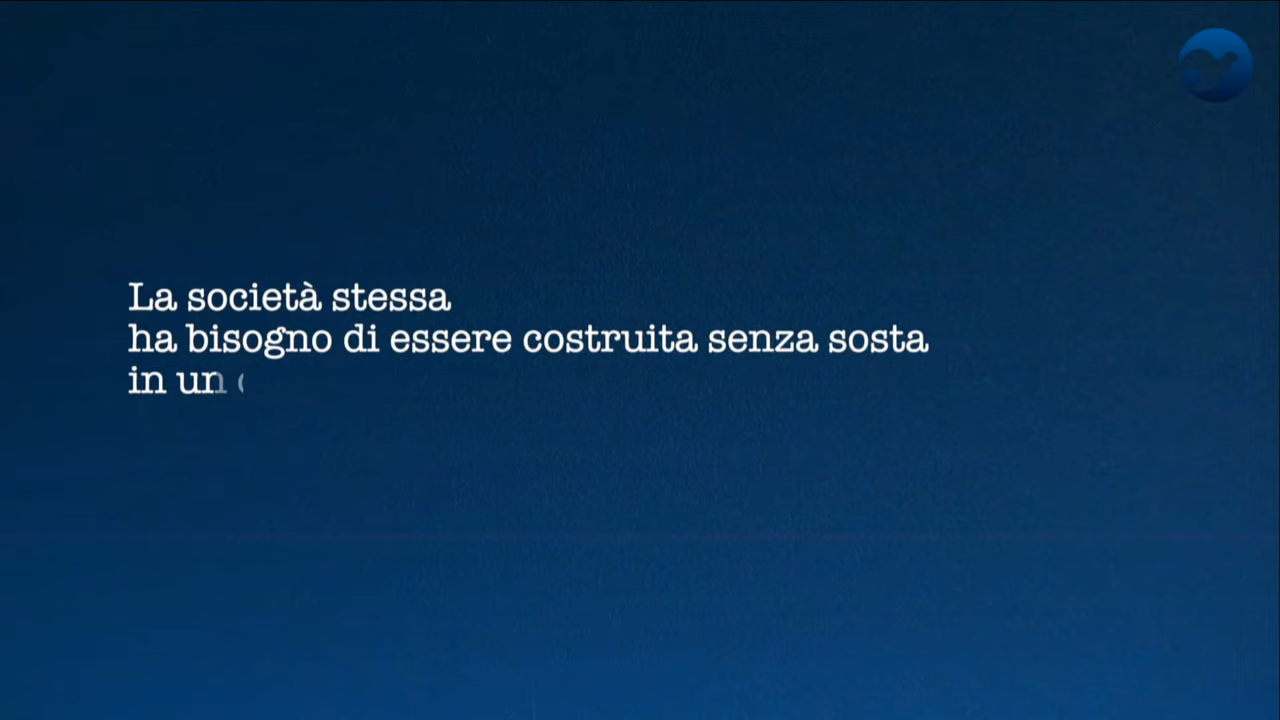 La società stessa
ha bisogno di essere costruita senza sosta
in un